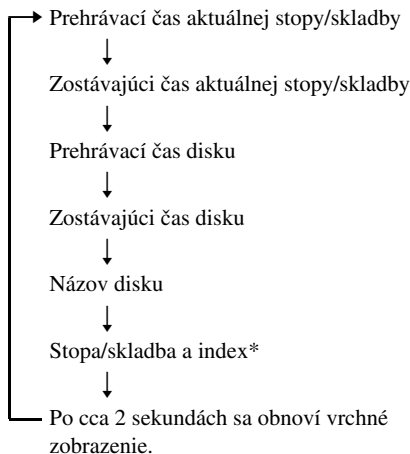 Prehrávací čas aktuálnej stopy/skladby
Zostávajúci čas aktuálnej stopy/skladby
Prehrávací čas disku
Zostávajúci čas disku
Názov disku
Stopa/skladba a index*
Po cca 2 sekundách sa obnoví vrchné
zobrazenie.